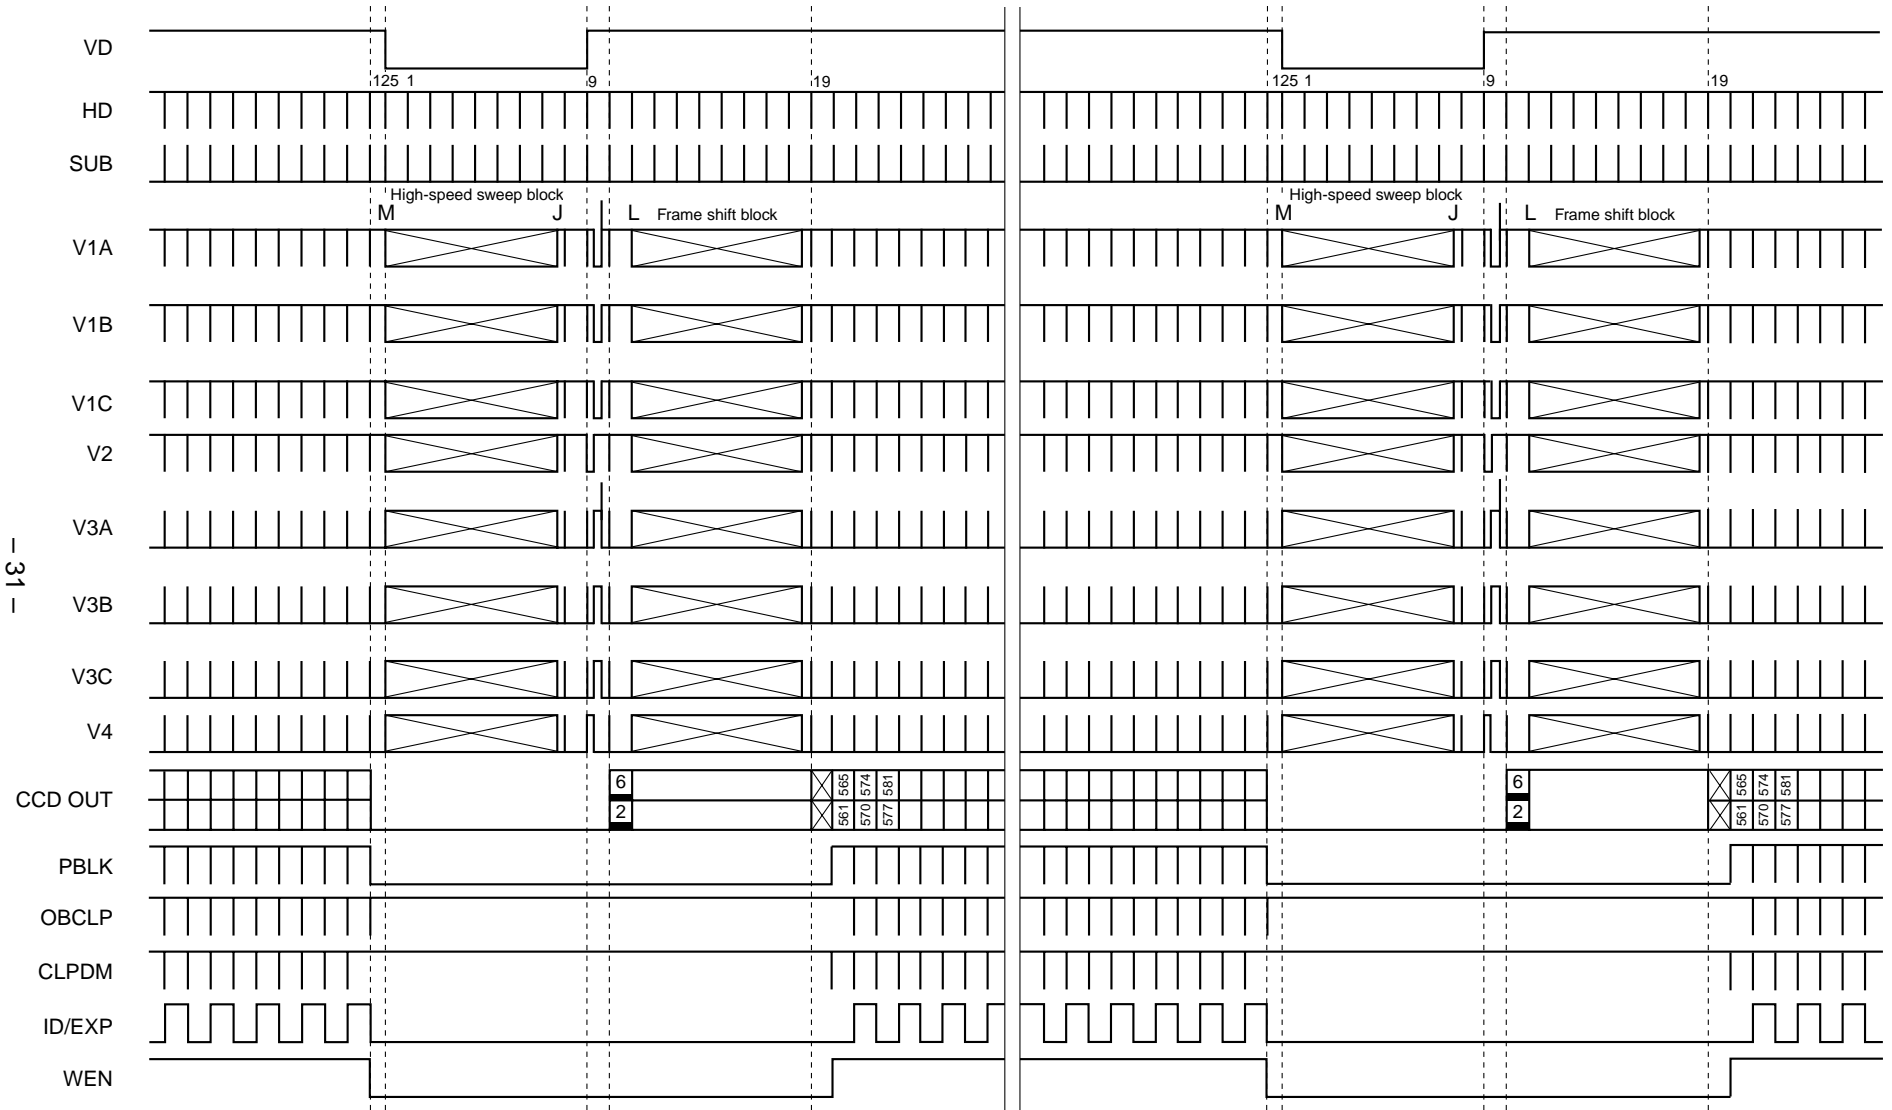 VD
125 1 9 19 125 1 9 19
HD
SUB
High-speed sweep block High-speed sweep block
M J L Frame shift block M J L Frame shift block
V1A
V1B
V1C
V2
V3A
– 31 –
V3B
V3C
V4
6 565 574 581 6 565 574 581
CCD OUT
2 561 570 577 2 561 570 577
PBLK
OBCLP
CLPDM
ID/EXP
WEN